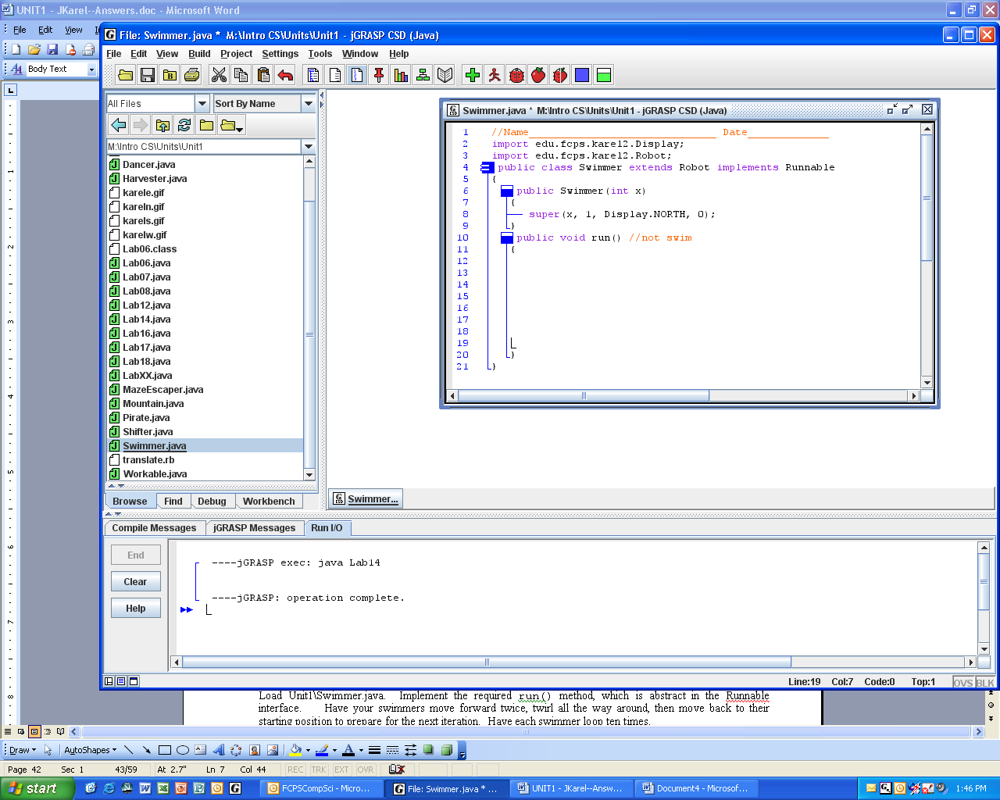 UNIT1 - JKarel--Answers.doc - Microsoft Word
File Edit View
Body Text
File: Swimmer.java * M:\Intro CS\Units\Unit1 - jGRASP CSD (Java)
File Edit View Build Project Settings Tools Window Help
All Files Sort By Name
M:\Intro CS\Units\Unit1
Dancer.java
Harvester.java
karele.gif
kareln.gif
karels.gif
karelw.gif
Lab06.class
Lab06.java
Lab07.java
Lab08.java
Lab12.java
Lab14.java
Lab16.java
Lab17.java
Lab18.java
LabXX.java
MazeEscaper.java
Mountain.java
Pirate.java
Shifter.java
Swimmer.java
translate.rb
Workable.java
Browse Find Debug Workbench
Swimmer.java * M:\Intro CS\Units\Unit1 - jGRASP CSD (Java)
1 //Name______________________________ Date_____________
2 import edu.fcps.karel2.Display;
3 import edu.fcps.karel2.Robot;
4 public class Swimmer extends Robot implements Runnable
5 {
6 public Swimmer(int x)
7 {
8 super(x, 1, Display.NORTH, 0);
9 }
10 public void run() //not swim
11 {
12
13
14
15
16
17
18
19
20 }
21 }
Swimmer...
Compile Messages jGRASP Messages Run I/O
End
Clear
Help
----jGRASP exec: java Lab14
----jGRASP: operation complete.
Line:19 Col:7 Code:0 Top:1 OVS BLK
Load Unit1\Swimmer.java. Implement the required run() method, which is abstract in the Runnable
interface. Have your swimmers move forward twice, twirl all the way around, then move back to their
starting position to prepare for the next iteration. Have each swimmer loop ten times.
Draw AutoShapes
Page 42 Sec 1 43/59 At 2.7" Ln 7 Col 44 REC TRK EXT OVR
start FCPSCompSci - Micro... File: Swimmer.java * ... UNIT1 - JKarel--Answ... Document4 - Microsof... 1:46 PM